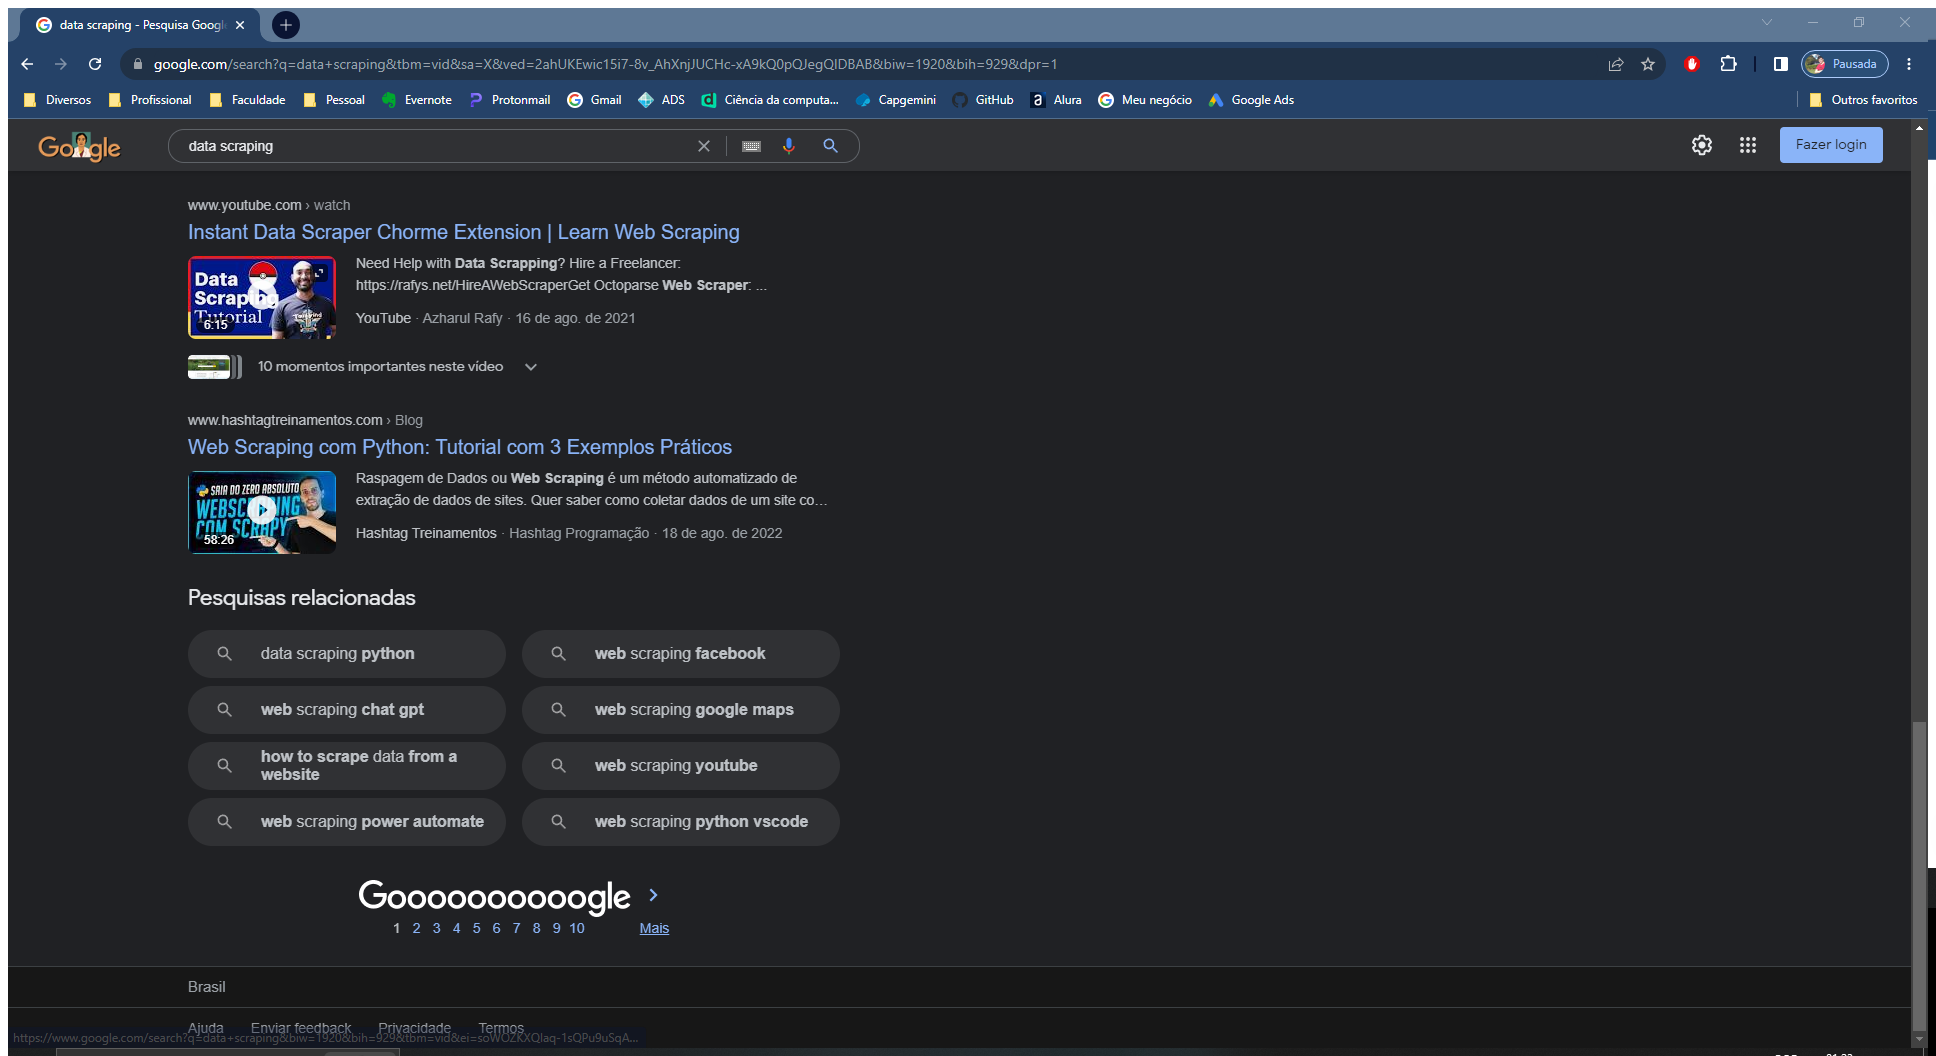 data scraping - Pesquisa Googl
google.com/search?q=data+scraping&tbm=vid&sa=X&ved=2ahUKEwic15i7-8v_AhXnjJUCHc-xA9kQ0pQJegQIDBAB&biw=1920&bih=929&dpr=1
Pausada
Diversos Profissional Faculdade Pessoal Evernote Protonmail Gmail ADS Ciência da computa... Capgemini GitHub Alura Meu negócio Google Ads Outros favoritos
Google data scraping Fazer login
www.youtube.com › watch
Instant Data Scraper Chorme Extension | Learn Web Scraping
Data
Scraping
Tutorial
6:15
Need Help with Data Scrapping? Hire a Freelancer:
https://rafys.net/HireAWebScraperGet Octoparse Web Scraper: ...
YouTube · Azharul Rafy · 16 de ago. de 2021
10 momentos importantes neste vídeo
www.hashtagtreinamentos.com › Blog
Web Scraping com Python: Tutorial com 3 Exemplos Práticos
SAIA DO ZERO ABSOLUTO
WEBSCRAPING
COM SCRAPY
58:26
Raspagem de Dados ou Web Scraping é um método automatizado de
extração de dados de sites. Quer saber como coletar dados de um site co…
Hashtag Treinamentos · Hashtag Programação · 18 de ago. de 2022
Pesquisas relacionadas
data scraping python
web scraping facebook
web scraping chat gpt
web scraping google maps
how to scrape data from a
website
web scraping youtube
web scraping power automate
web scraping python vscode
Goooooooooogle
1 2 3 4 5 6 7 8 9 10 Mais
Brasil
Ajuda Enviar feedback Privacidade Termos
https://www.google.com/search?q=data+scraping&biw=1920&bih=929&tbm=vid&ei=soWOZKXQIaq-1sQPu9uSqA...